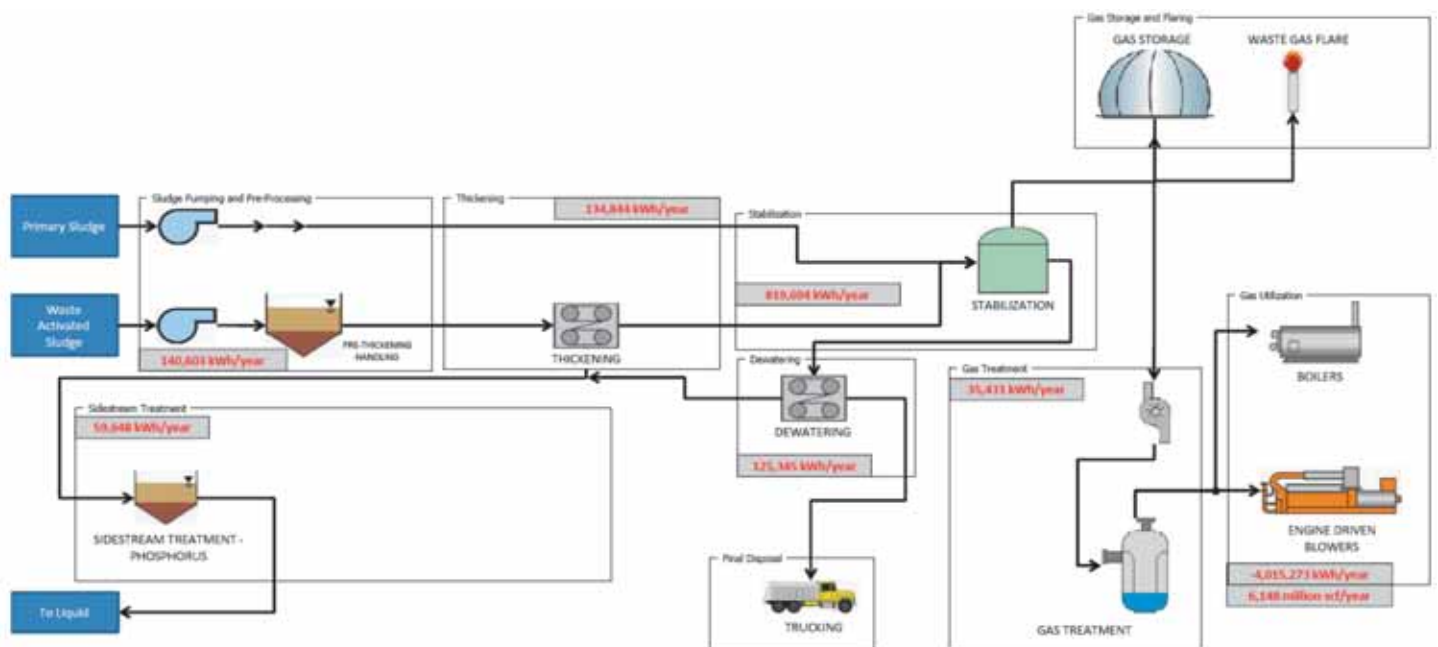 Gas Storage and Flaring
GAS STORAGE
WASTE GAS FLARE
Primary Sludge
Sludge Pumping and Pre-Processing
Thickening
134,844 kWh/year
Stabilization
819,694 kWh/year
STABILIZATION
Waste
Activated
Sludge
140,603 kWh/year
PRE-THICKENING
HANDLING
THICKENING
Gas Utilization
BOILERS
ENGINE DRIVEN
BLOWERS
-4,015,273 kWh/year
6,148 million scf/year
Dewatering
DEWATERING
125,345 kWh/year
Gas Treatment
35,433 kWh/year
GAS TREATMENT
Sidestream Treatment
59,648 kWh/year
SIDESTREAM TREATMENT -
PHOSPHORUS
Final Disposal
TRUCKING
To Liquid